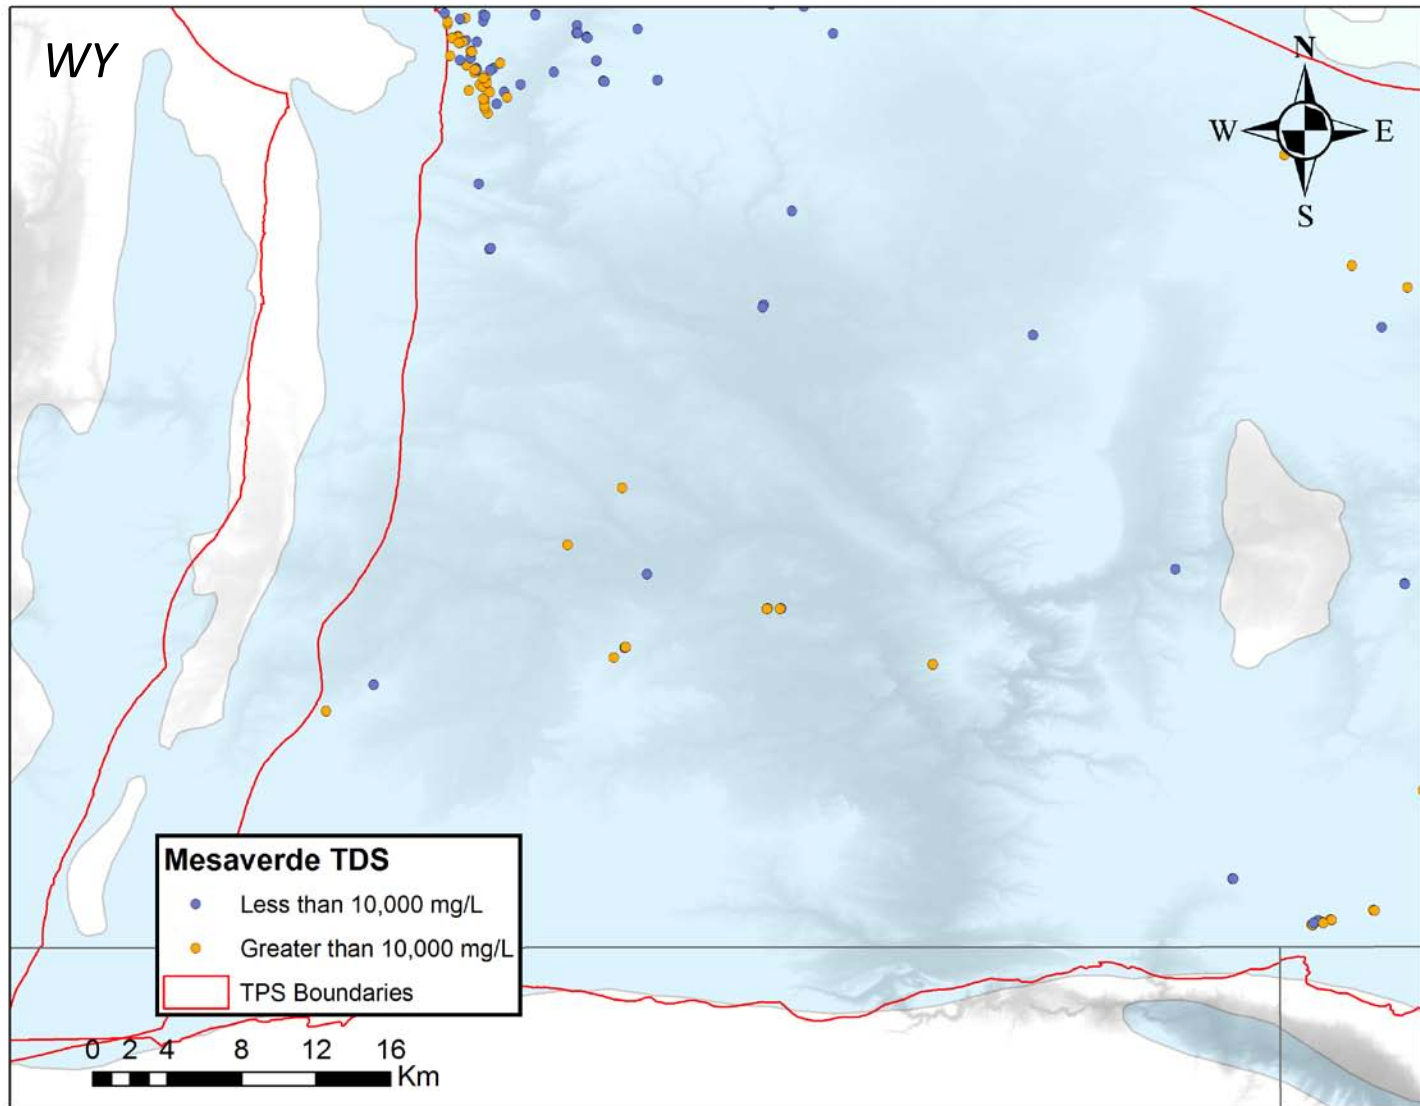 WY
N
W E
S
Mesaverde TDS
Less than 10,000 mg/L
Greater than 10,000 mg/L
TPS Boundaries
0 2 4 8 12 16
Km